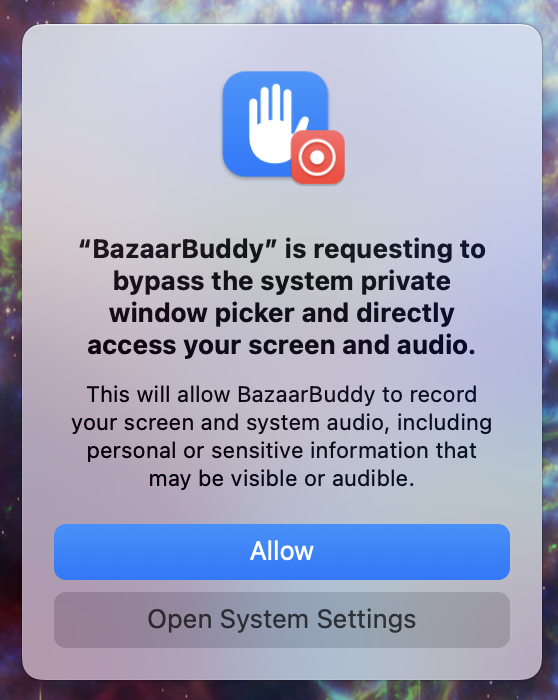 “BazaarBuddy” is requesting to
bypass the system private
window picker and directly
access your screen and audio.
This will allow BazaarBuddy to record
your screen and system audio, including
personal or sensitive information that
may be visible or audible.
Allow
Open System Settings